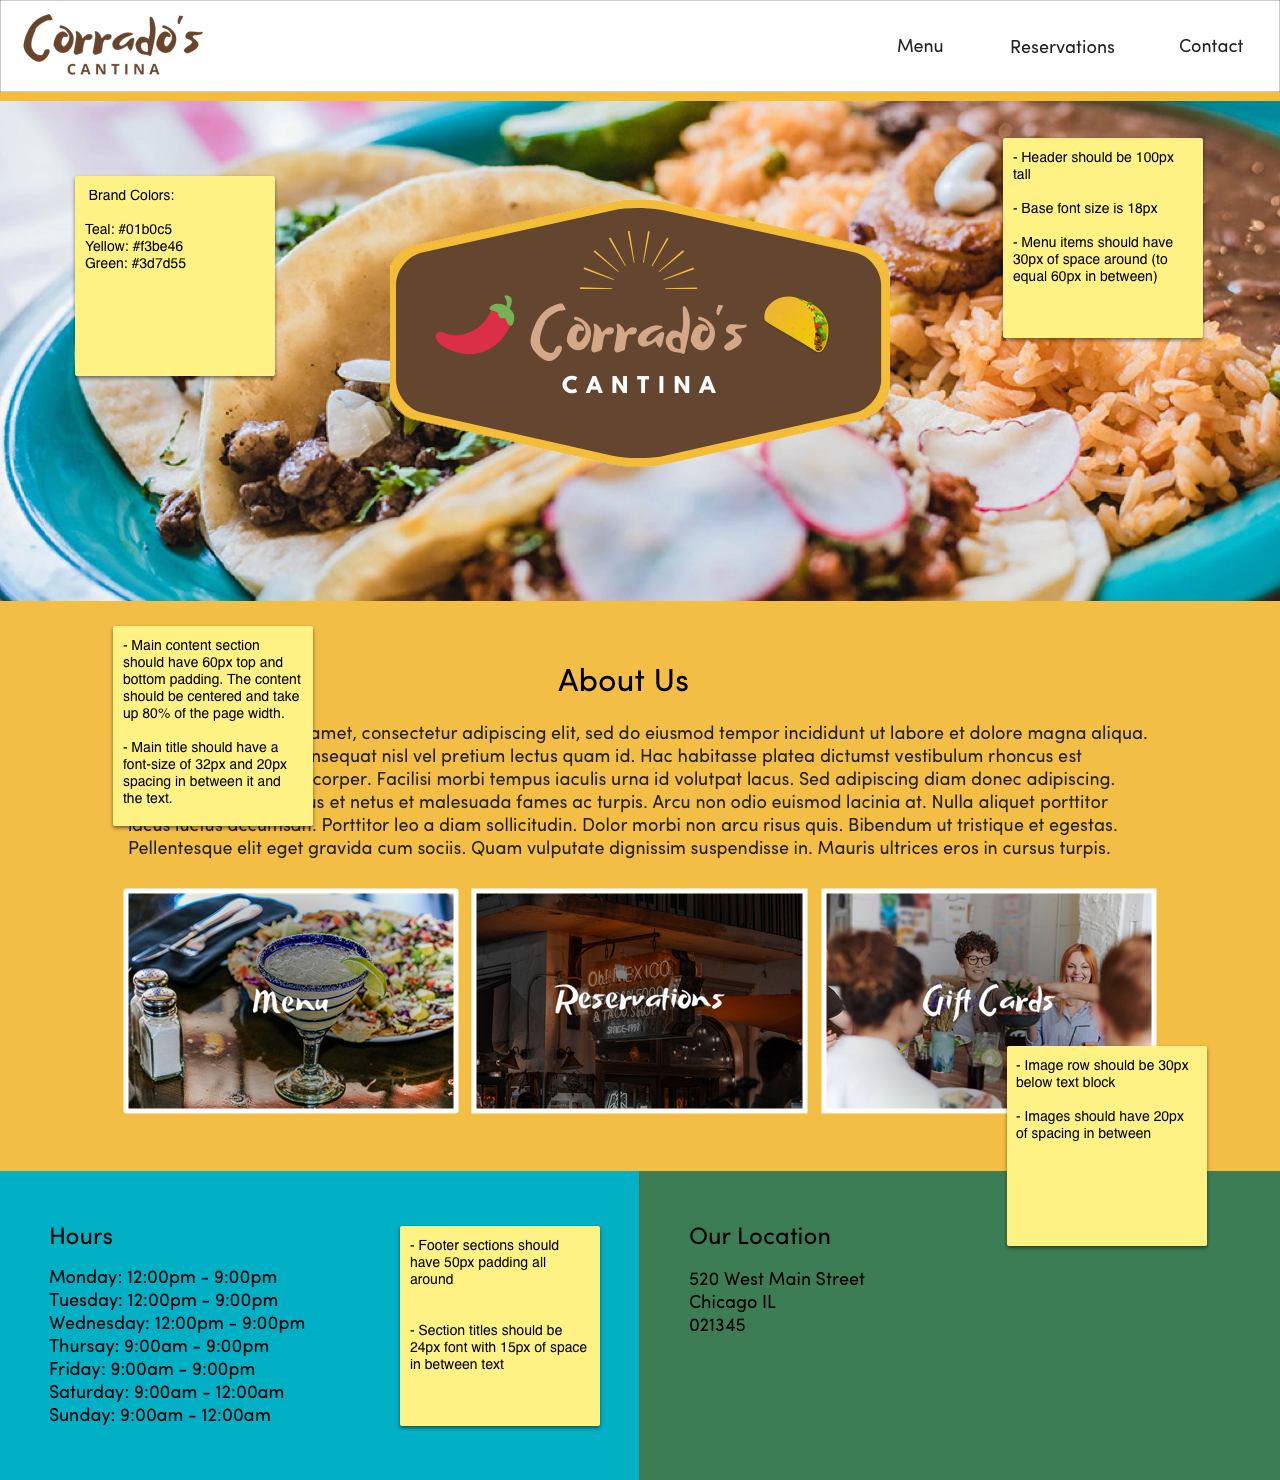 Corrado's
CANTINA
Menu
Reservations
Contact
Brand Colors:
Teal: #01b0c5
Yellow: #f3be46
Green: #3d7d55
- Header should be 100px
tall
- Base font size is 18px
- Menu items should have
30px of space around (to
equal 60px in between)
Corrado's
CANTINA
- Main content section
should have 60px top and
bottom padding. The content
should be centered and take
up 80% of the page width.
- Main title should have a
font-size of 32px and 20px
spacing in between it and
the text.
About Us
amet, consectetur adipiscing elit, sed do eiusmod tempor incididunt ut labore et dolore magna aliqua.
nsequat nisl vel pretium lectus quam id. Hac habitasse platea dictumst vestibulum rhoncus est
corper. Facilisi morbi tempus iaculis urna id volutpat lacus. Sed adipiscing diam donec adipiscing.
us et netus et malesuada fames ac turpis. Arcu non odio euismod lacinia at. Nulla aliquet porttitor
lacus luctus accumsan. Porttitor leo a diam sollicitudin. Dolor morbi non arcu risus quis. Bibendum ut tristique et egestas.
Pellentesque elit eget gravida cum sociis. Quam vulputate dignissim suspendisse in. Mauris ultrices eros in cursus turpis.
Menu
Oh! MEXICO
& TACO SHOP
SINCE-1997
Reservations
Gift Cards
- Image row should be 30px
below text block
- Images should have 20px
of spacing in between
Hours
Monday: 12:00pm - 9:00pm
Tuesday: 12:00pm - 9:00pm
Wednesday: 12:00pm - 9:00pm
Thursay: 9:00am - 9:00pm
Friday: 9:00am - 9:00pm
Saturday: 9:00am - 12:00am
Sunday: 9:00am - 12:00am
- Footer sections should
have 50px padding all
around
- Section titles should be
24px font with 15px of space
in between text
Our Location
520 West Main Street
Chicago IL
021345